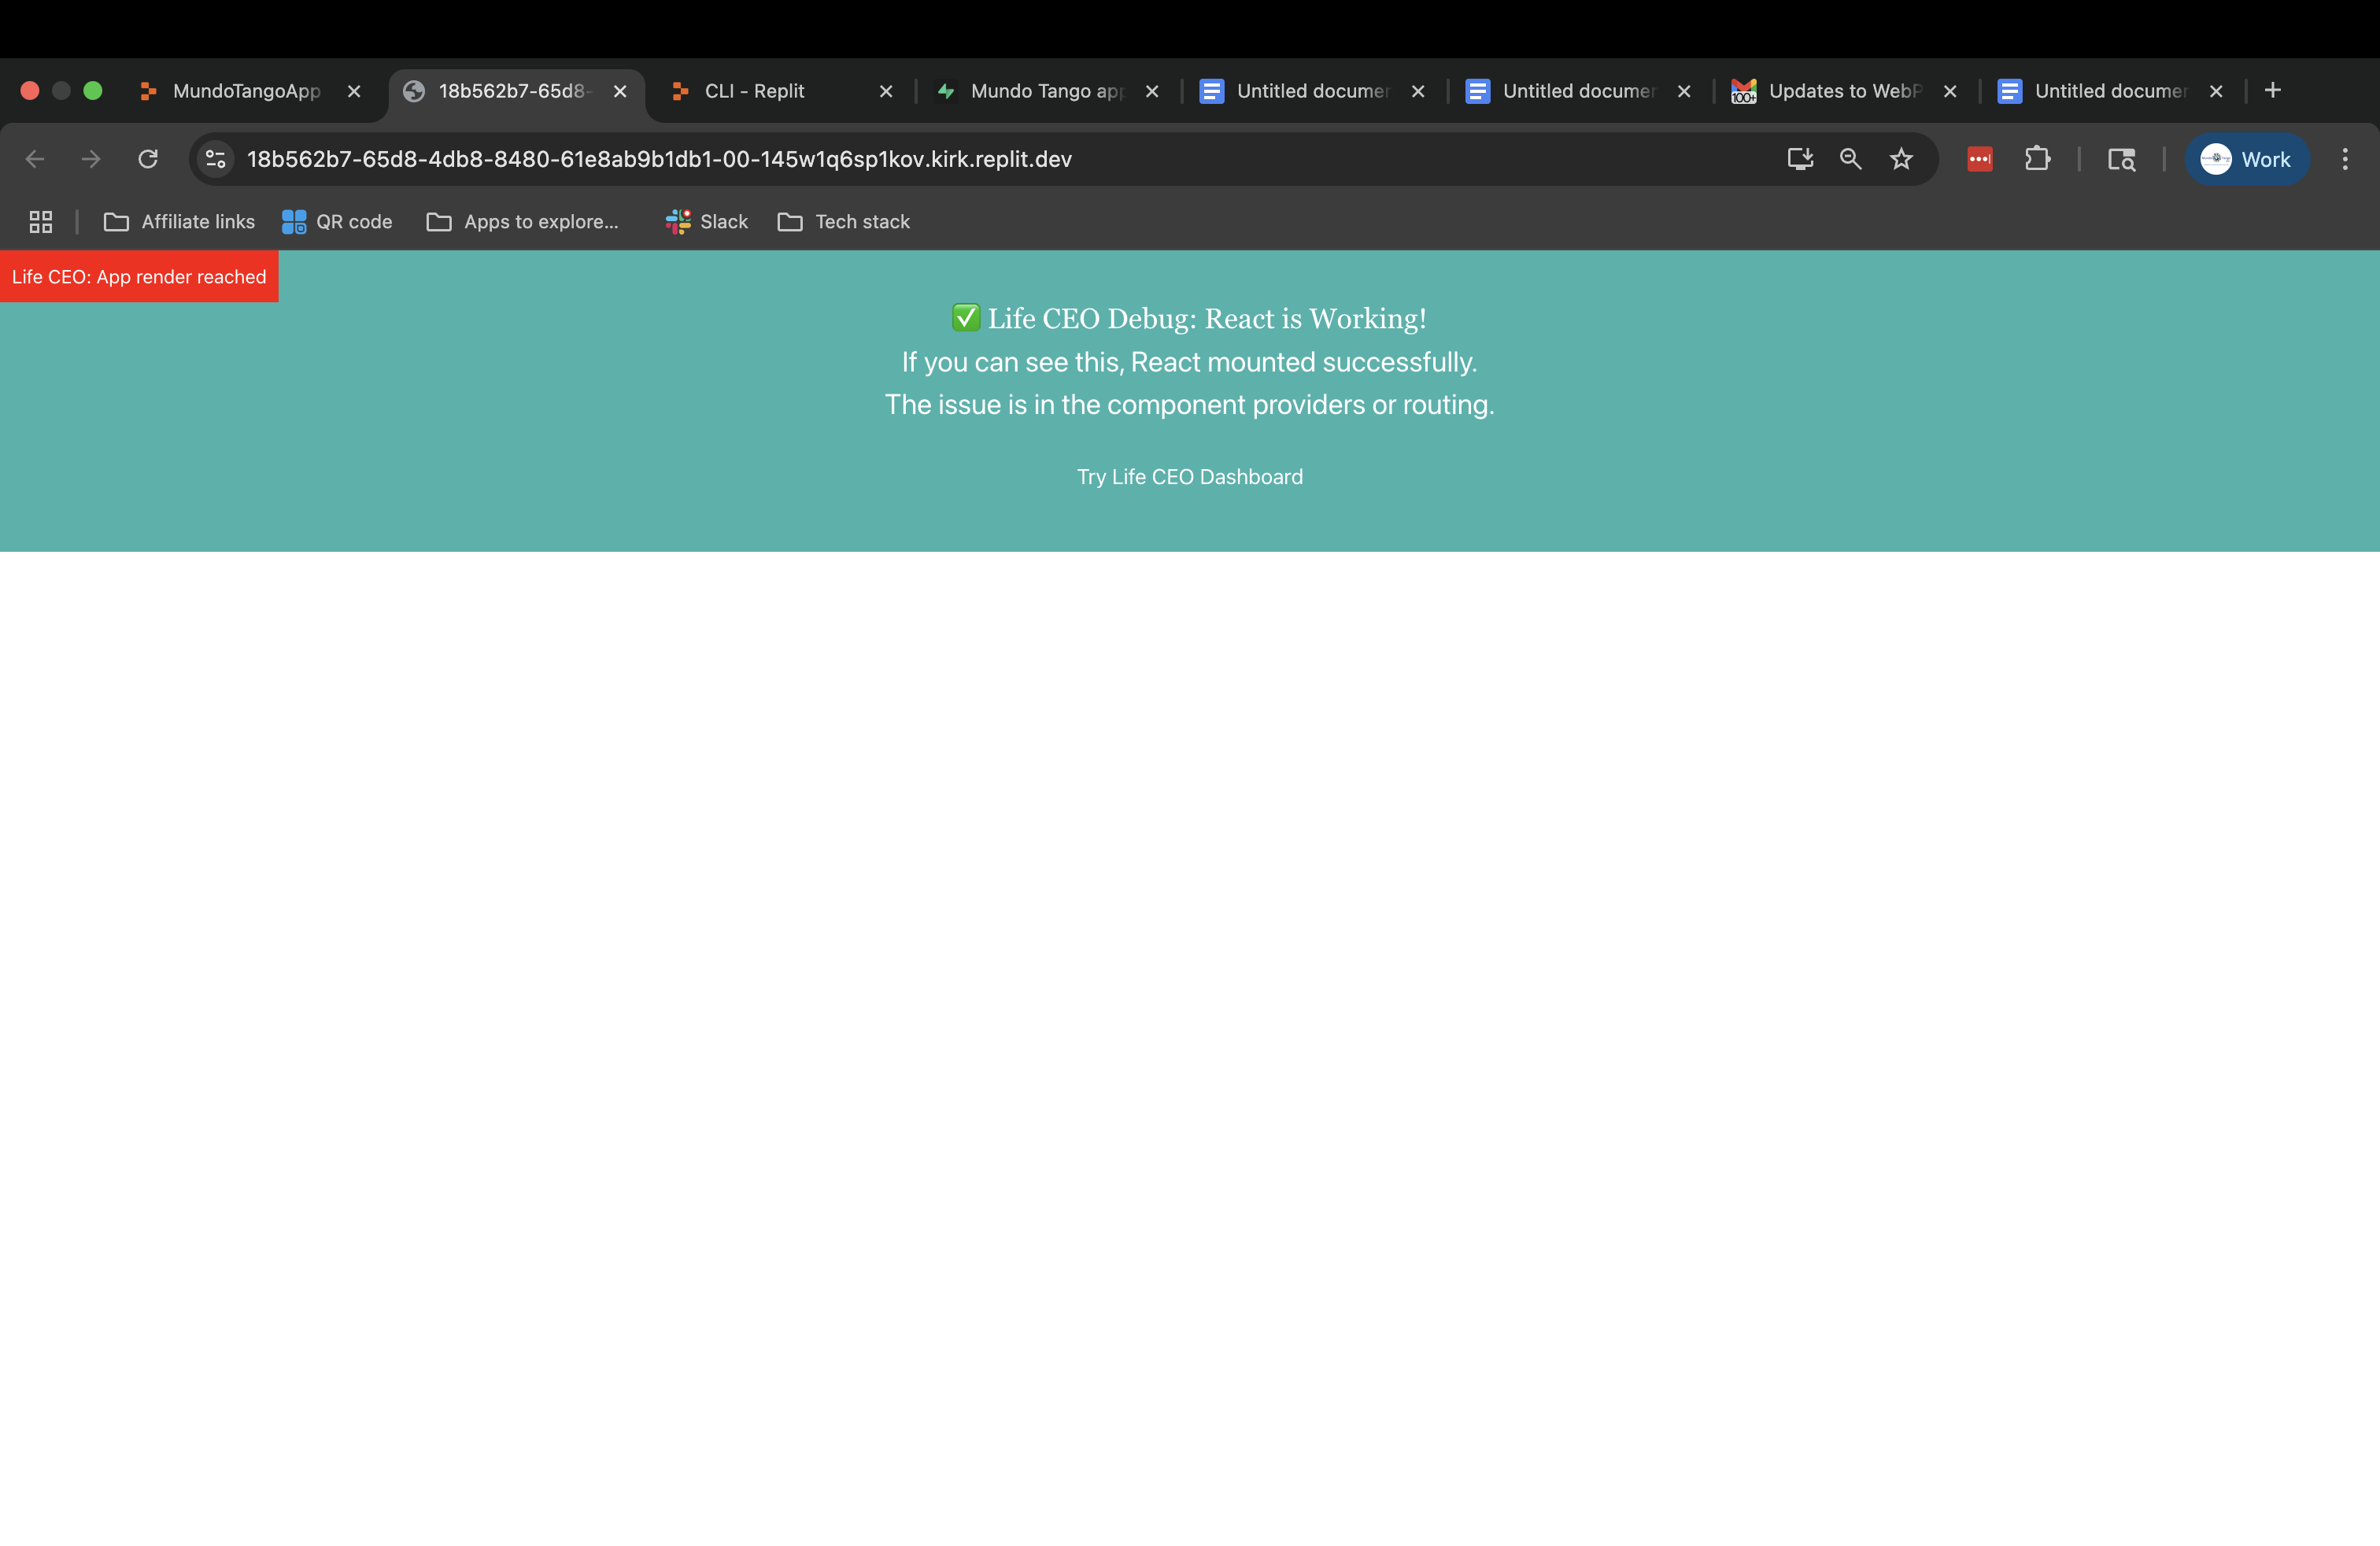 MundoTangoApp
18b562b7-65d8-
CLI - Replit
Mundo Tango app
Untitled documen
Untitled documen
Updates to WebP
Untitled documen
18b562b7-65d8-4db8-8480-61e8ab9b1db1-00-145w1q6sp1kov.kirk.replit.dev
Work
Affiliate links
QR code
Apps to explore...
Slack
Tech stack
Life CEO: App render reached
✅ Life CEO Debug: React is Working!
If you can see this, React mounted successfully.
The issue is in the component providers or routing.
Try Life CEO Dashboard